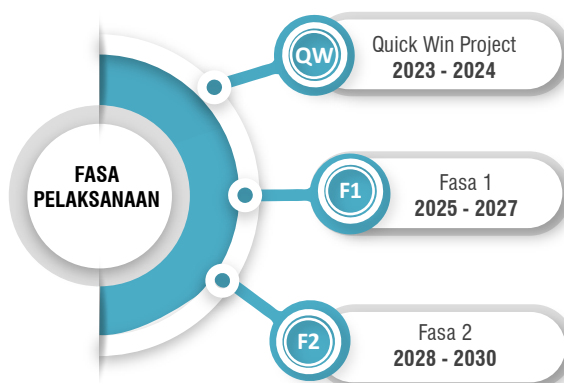 FASA
PELAKSANAAN
QW
Quick Win Project
2023 - 2024
F1
Fasa 1
2025 - 2027
F2
Fasa 2
2028 - 2030